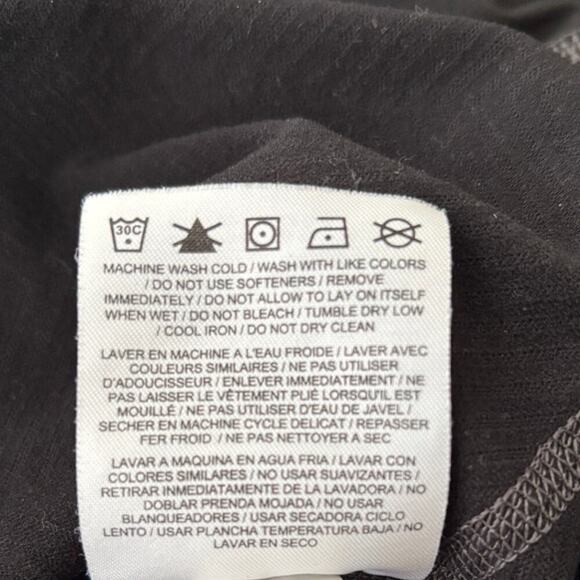 30C
MACHINE WASH COLD / WASH WITH LIKE COLORS
/ DO NOT USE SOFTENERS / REMOVE
IMMEDIATELY / DO NOT ALLOW TO LAY ON ITSELF
WHEN WET / DO NOT BLEACH / TUMBLE DRY LOW
/ COOL IRON / DO NOT DRY CLEAN
LAVER EN MACHINE A L'EAU FROIDE / LAVER AVEC
COULEURS SIMILAIRES / NE PAS UTILISER
D'ADOUCISSEUR / ENLEVER IMMEDIATEMENT / NE
PAS LAISSER LE VÊTEMENT PLIÉ LORSQU'IL EST
MOUILLÉ / NE PAS UTILISER D'EAU DE JAVEL /
SECHER EN MACHINE CYCLE DELICAT / REPASSER
FER FROID / NE PAS NETTOYER A SEC
LAVAR A MAQUINA EN AGUA FRIA / LAVAR CON
COLORES SIMILARES / NO USAR SUAVIZANTES /
RETIRAR INMEDIATAMENTE DE LA LAVADORA / NO
DOBLAR PRENDA MOJADA / NO USAR
BLANQUEADORES / USAR SECADORA CICLO
LENTO / USAR PLANCHA TEMPERATURA BAJA / NO
LAVAR EN SECO